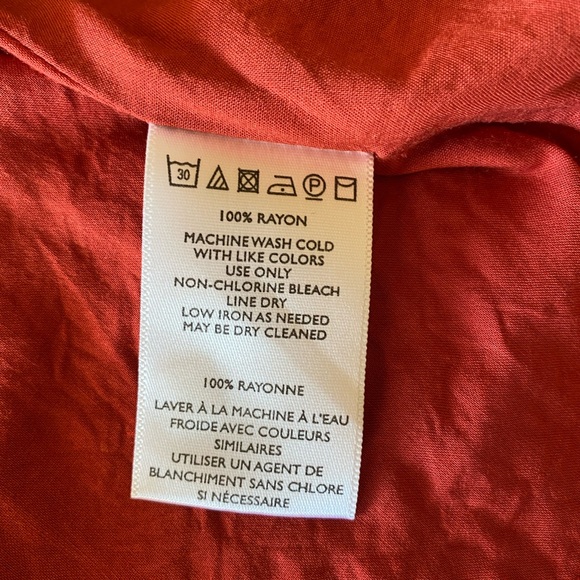 30 P
100% RAYON
MACHINE WASH COLD
WITH LIKE COLORS
USE ONLY
NON-CHLORINE BLEACH
LINE DRY
LOW IRON AS NEEDED
MAY BE DRY CLEANED
100% RAYONNE
LAVER À LA MACHINE À L'EAU
FROIDE AVEC COULEURS
SIMILAIRES
UTILISER UN AGENT DE
BLANCHIMENT SANS CHLORE
SI NÉCESSAIRE